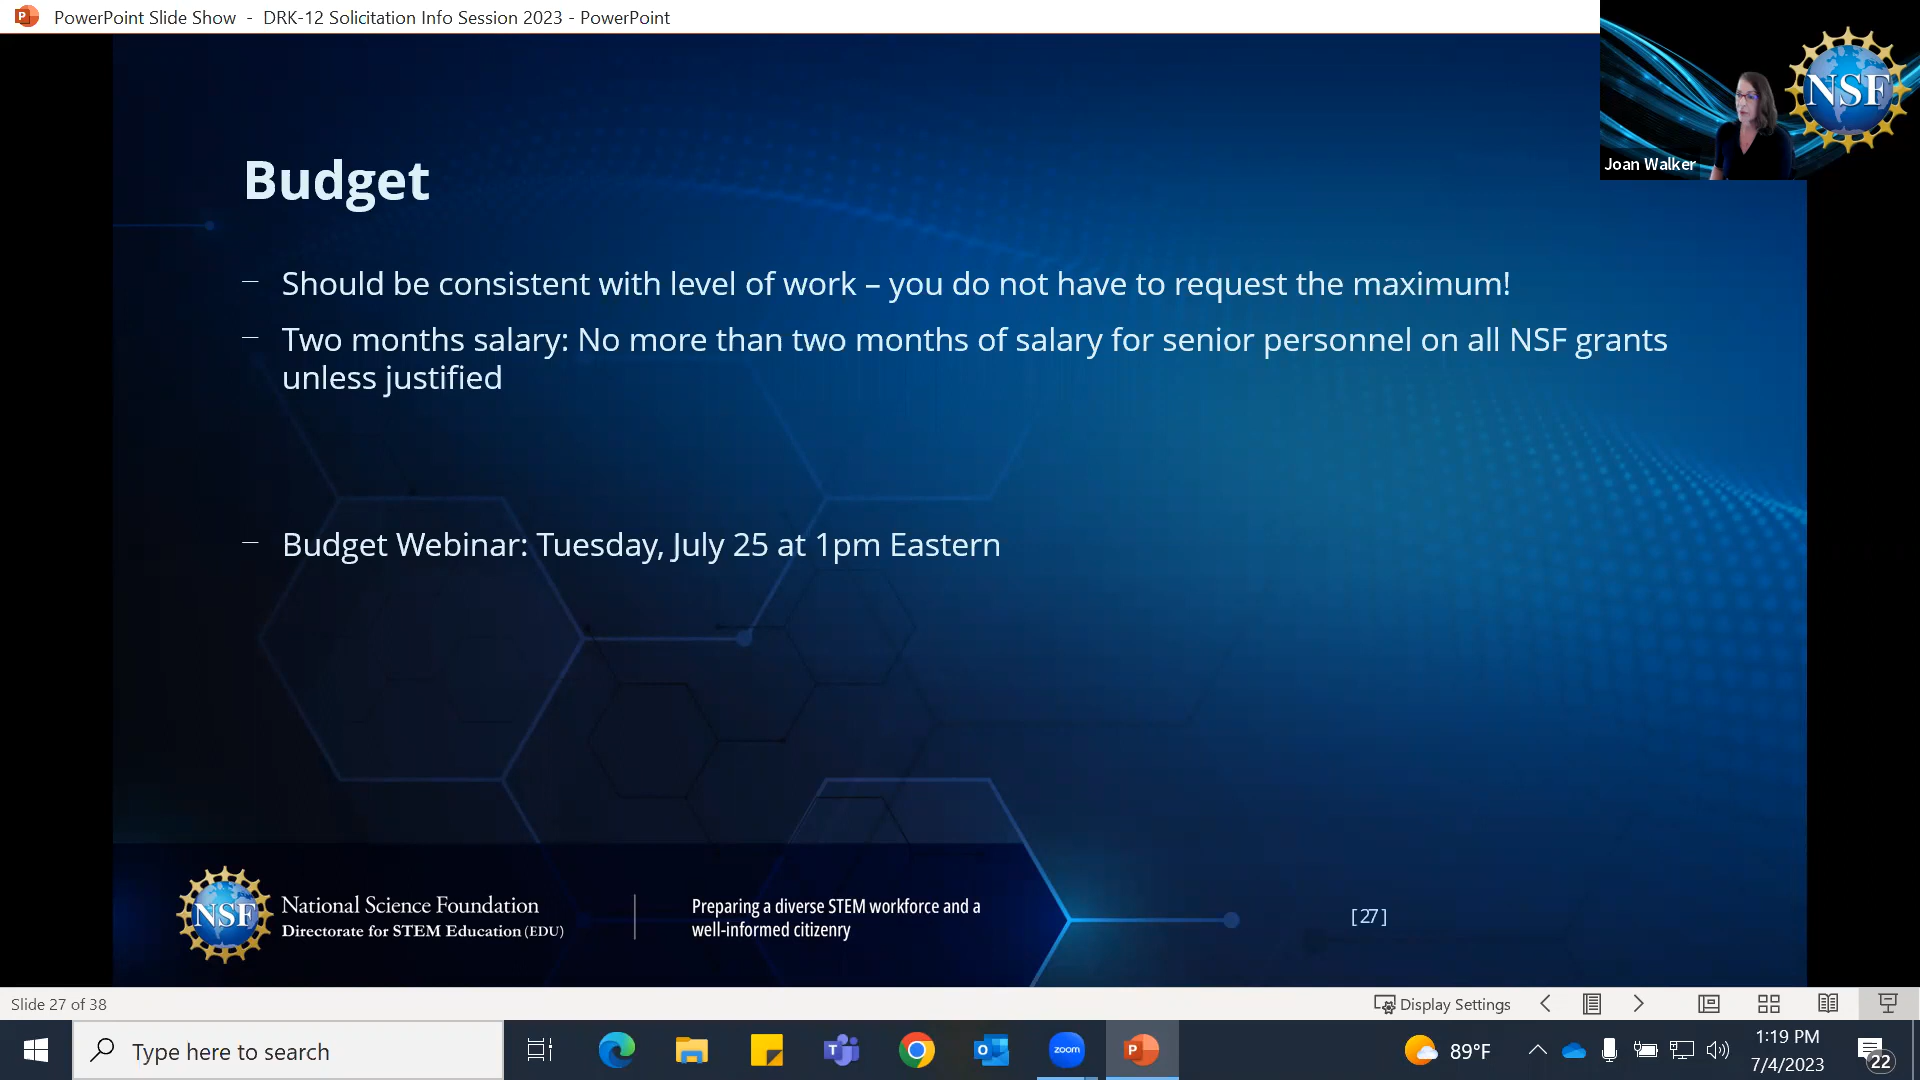 PowerPoint Slide Show - DRK-12 Solicitation Info Session 2023 - PowerPoint
NSF
Joan Walker
Budget
– Should be consistent with level of work – you do not have to request the maximum!
– Two months salary: No more than two months of salary for senior personnel on all NSF grants
unless justified
– Budget Webinar: Tuesday, July 25 at 1pm Eastern
NSF
National Science Foundation
Directorate for STEM Education (EDU)
Preparing a diverse STEM workforce and a
well-informed citizenry
[27]
Slide 27 of 38
Display Settings
Type here to search
zoom
89°F
1:19 PM
7/4/2023
22